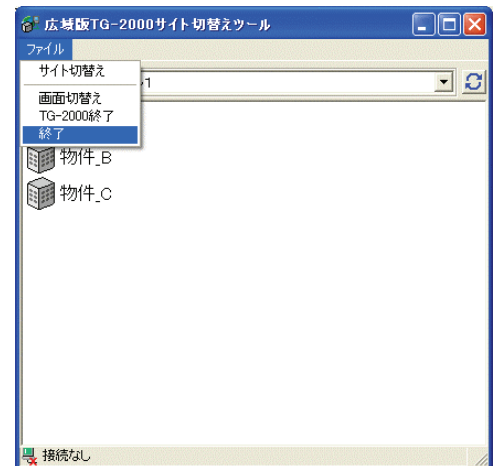 広域版TG-2000サイト切替えツール
ファイル
サイト切替え
1
画面切替え
TG-2000終了
終了
物件_B
物件_C
接続なし